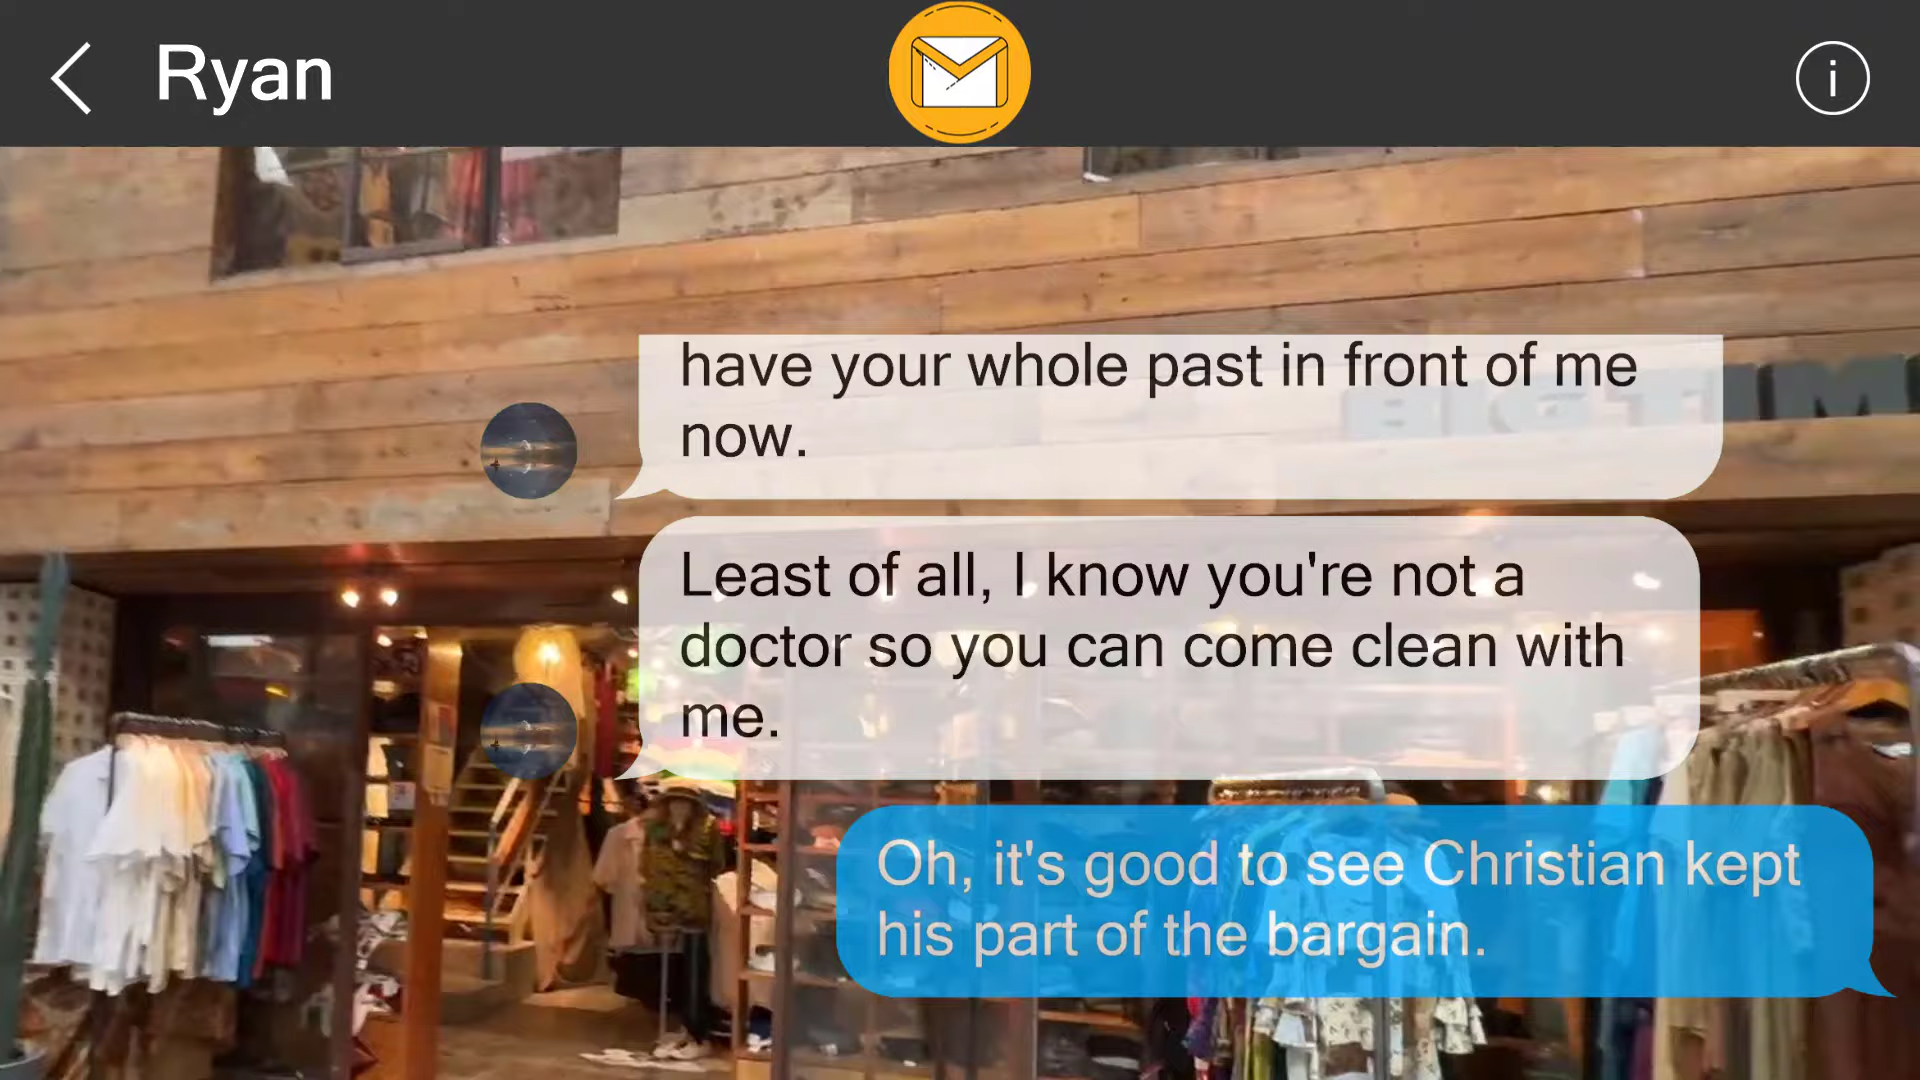 Ryan
have your whole past in front of me
now.
Least of all, I know you're not a
doctor so you can come clean with
me.
Oh, it's good to see Christian kept
his part of the bargain.